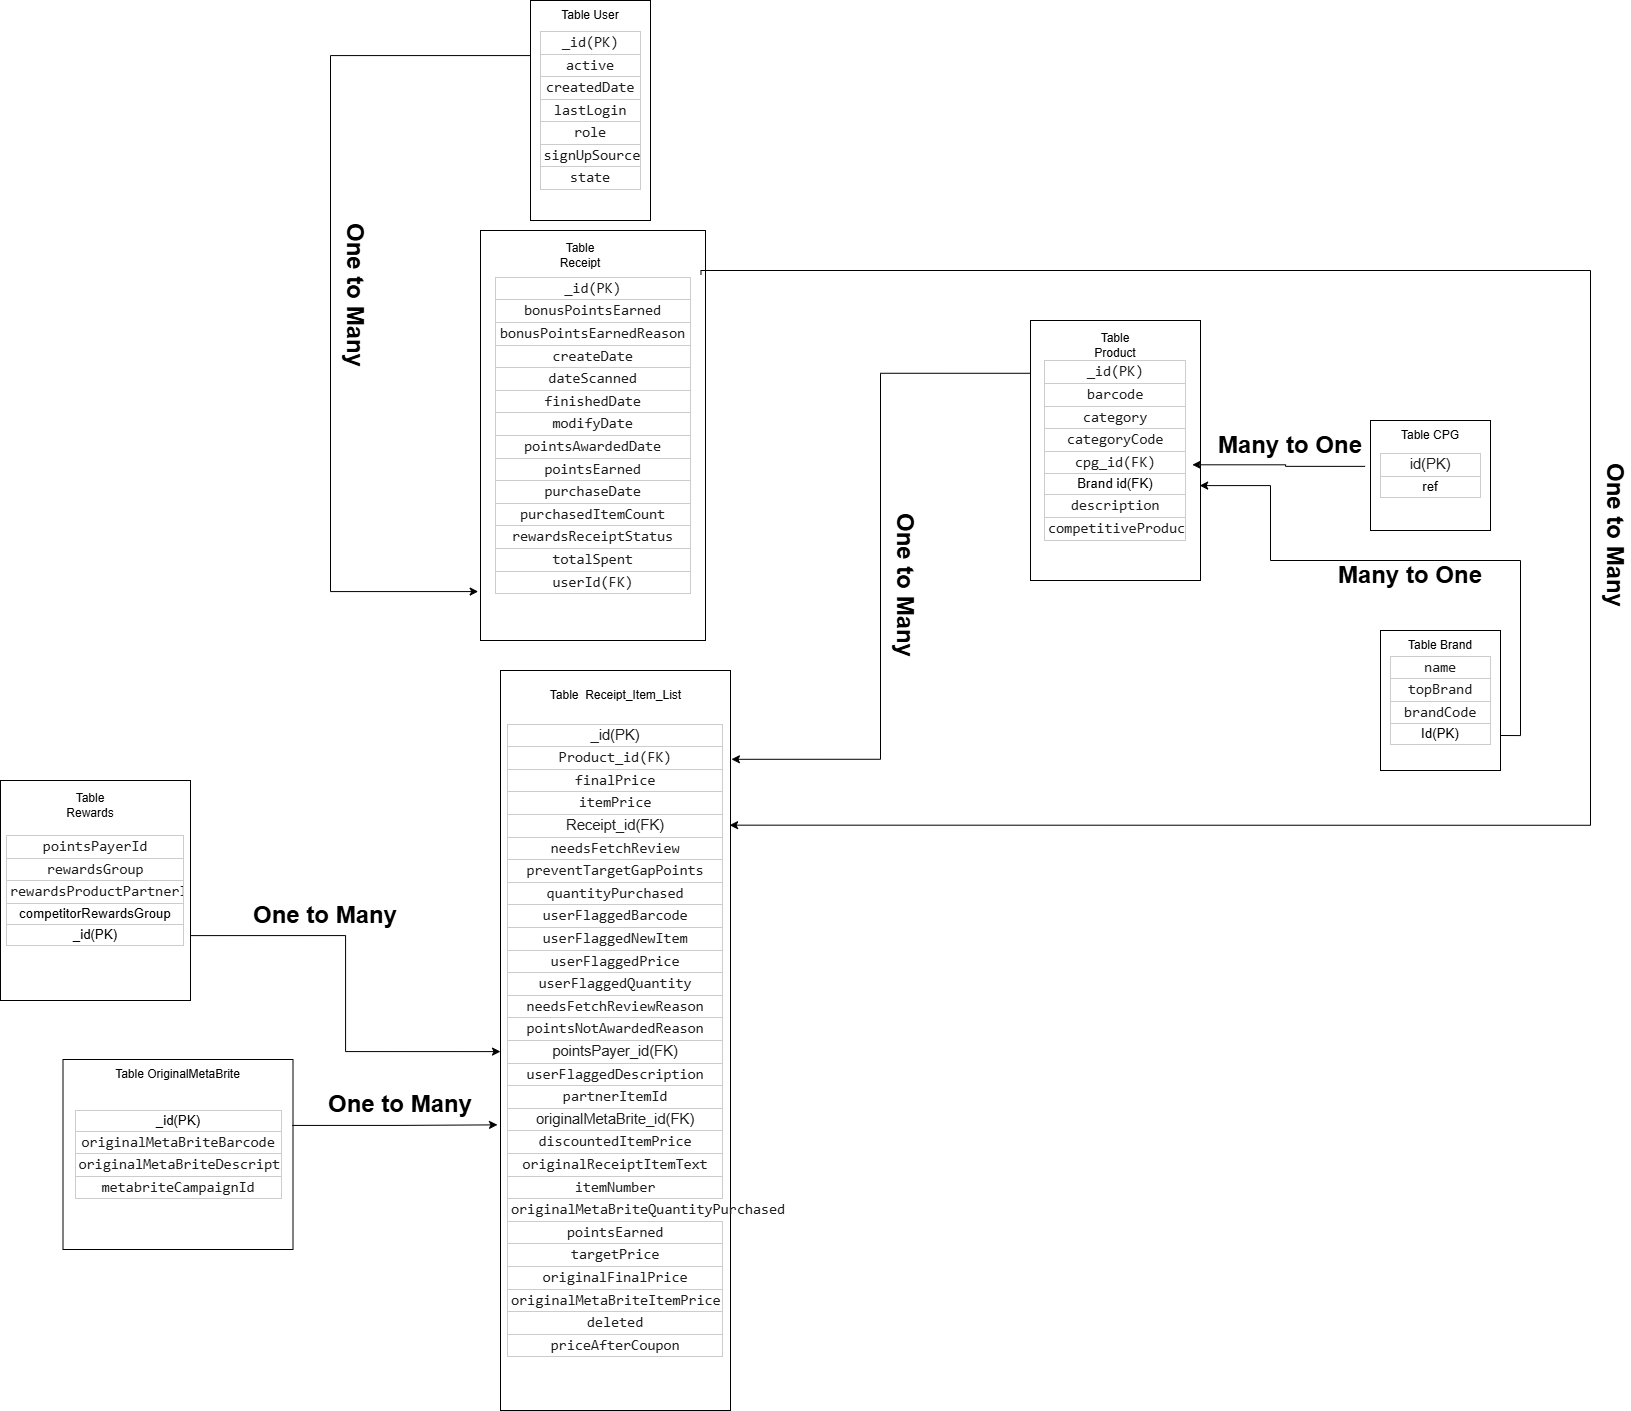 Table User
_id(PK)
active
createdDate
lastLogin
role
signUpSource
state
One to Many
Table
Receipt
_id(PK)
bonusPointsEarned
bonusPointsEarnedReason
createDate
dateScanned
finishedDate
modifyDate
pointsAwardedDate
pointsEarned
purchaseDate
purchasedItemCount
rewardsReceiptStatus
totalSpent
userId(FK)
Table
Product
_id(PK)
barcode
category
categoryCode
cpg_id(FK)
Brand id(FK)
description
competitiveProduc
Many to One
Table CPG
id(PK)
ref
Many to One
One to Many
One to Many
Table Brand
name
topBrand
brandCode
Id(PK)
Table Receipt_Item_List
_id(PK)
Product_id(FK)
finalPrice
itemPrice
Receipt_id(FK)
needsFetchReview
preventTargetGapPoints
quantityPurchased
userFlaggedBarcode
userFlaggedNewItem
userFlaggedPrice
userFlaggedQuantity
needsFetchReviewReason
pointsNotAwardedReason
pointsPayer_id(FK)
userFlaggedDescription
partnerItemId
originalMetaBrite_id(FK)
discountedItemPrice
originalReceiptItemText
itemNumber
originalMetaBriteQuantityPurchased
pointsEarned
targetPrice
originalFinalPrice
originalMetaBriteItemPrice
deleted
priceAfterCoupon
Table
Rewards
pointsPayerId
rewardsGroup
rewardsProductPartnerI
competitorRewardsGroup
_id(PK)
One to Many
Table OriginalMetaBrite
_id(PK)
originalMetaBriteBarcode
originalMetaBriteDescript
metabriteCampaignId
One to Many